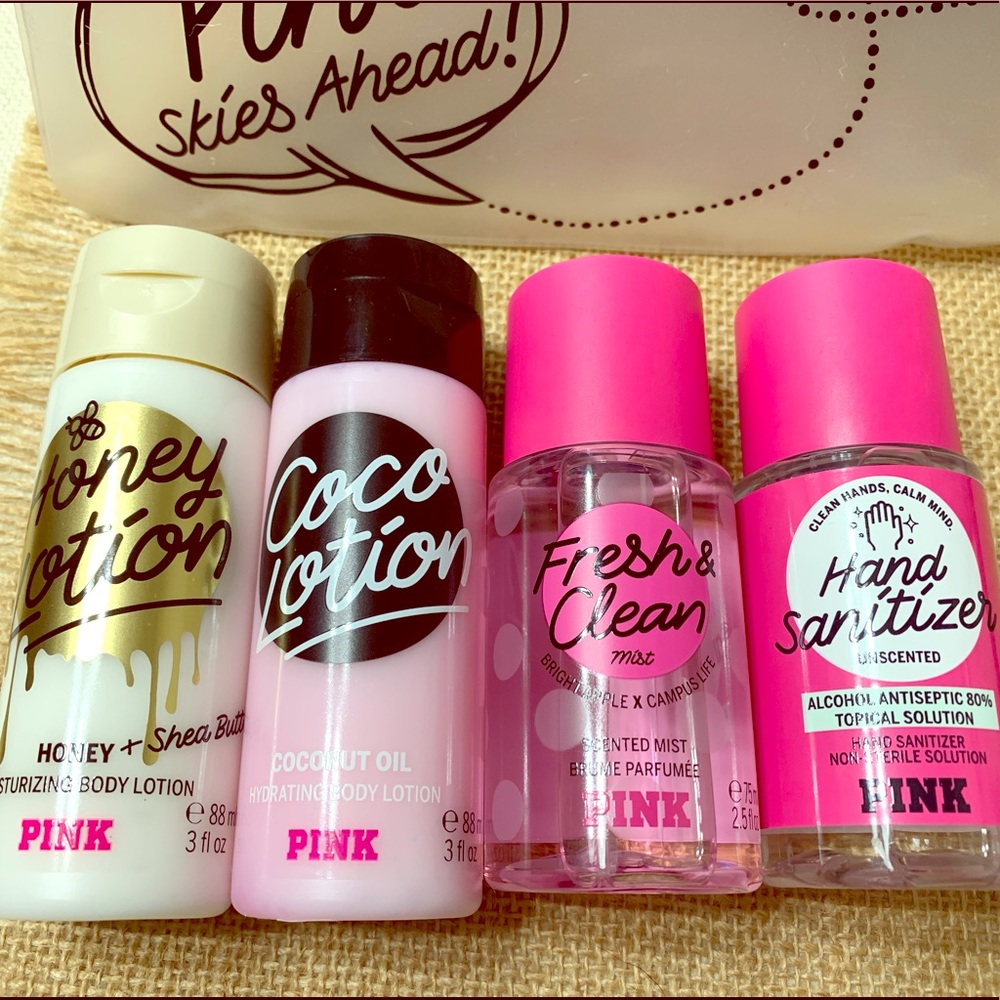 Skies Ahead!
Honey
Lotion
HONEY + Shea Butt
STURIZING BODY LOTION
PINK
e 88 ml
3 fl oz
Coco
Lotion
COCONUT OIL
HYDRATING BODY LOTION
PINK
e 88 m
3 fl oz
Fresh &
Clean
Mist
BRIGHT APPLE X CAMPUS LIFE
SCENTED MIST
BRUME PARFUMÉE
PINK
e 75 m
2.5 fl oz
CLEAN HANDS, CALM MIND.
Hand
Sanitizer
UNSCENTED
ALCOHOL ANTISEPTIC 80%
TOPICAL SOLUTION
HAND SANITIZER
NON-STERILE SOLUTION
PINK